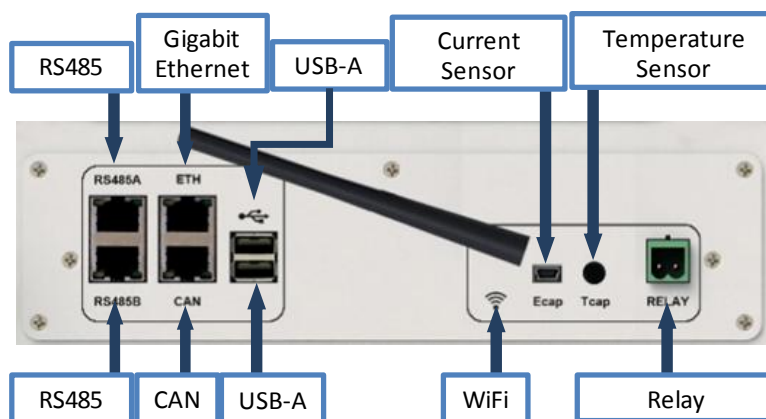 RS485
Gigabit
Ethernet
USB-A
Current
Sensor
Temperature
Sensor
RS485A
ETH
RS485B
CAN
Ecap
Tcap
RELAY
RS485
CAN
USB-A
WiFi
Relay